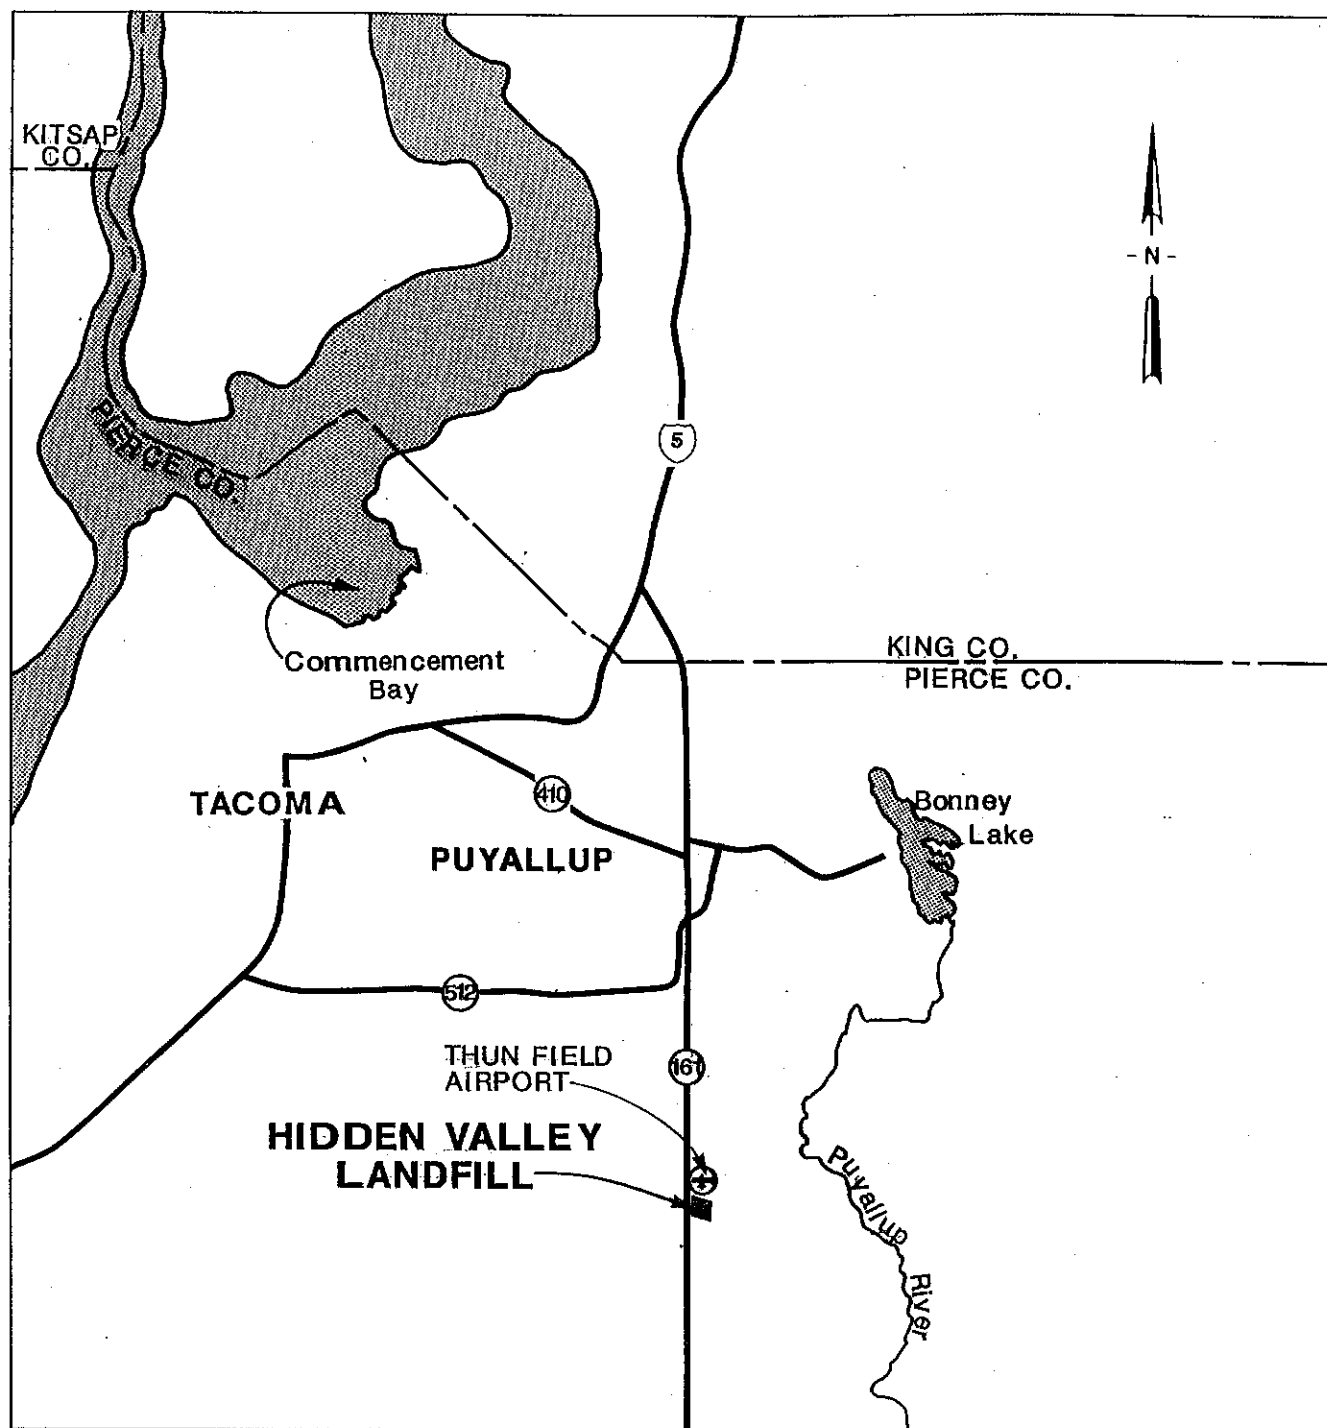 KITSAP
CO.
- N -
PIERCE CO.
5
Commencement
Bay
KING CO.
PIERCE CO.
TACOMA
410
Bonney
Lake
PUYALLUP
512
THUN FIELD
AIRPORT
161
HIDDEN VALLEY
LANDFILL
Puyallup
River